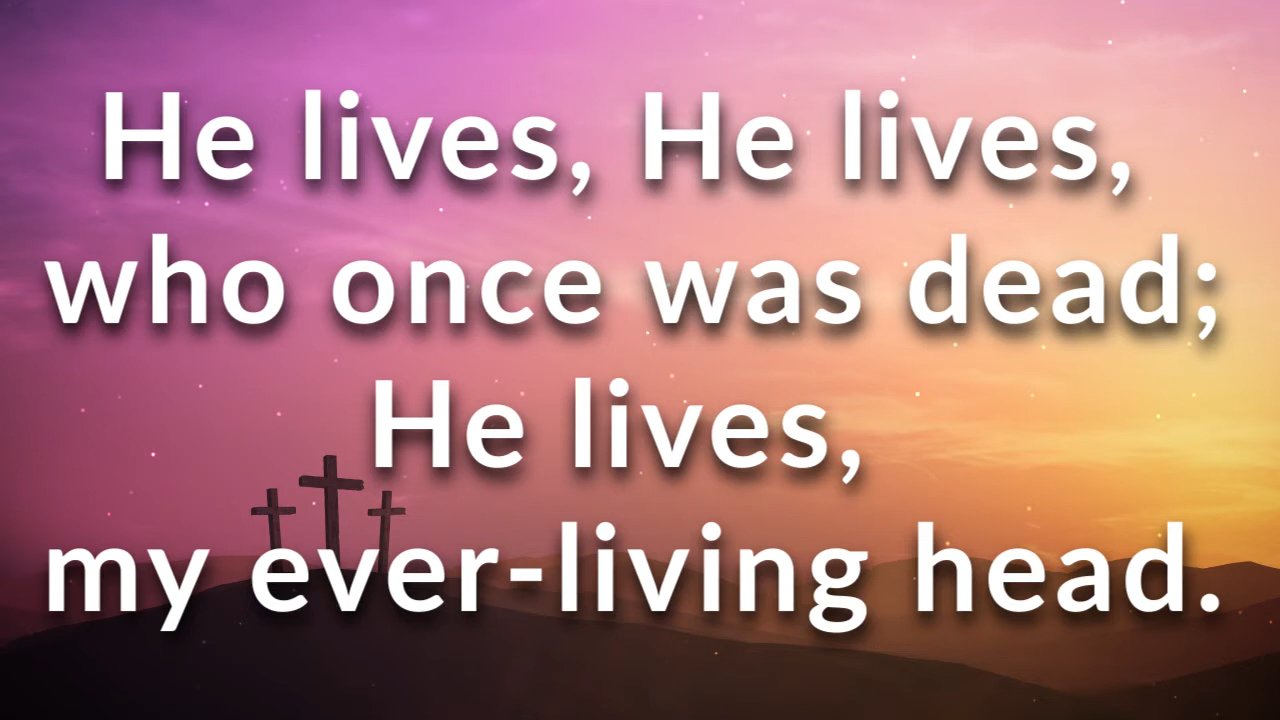 He lives, He lives,
who once was dead;
He lives,
my ever-living head.